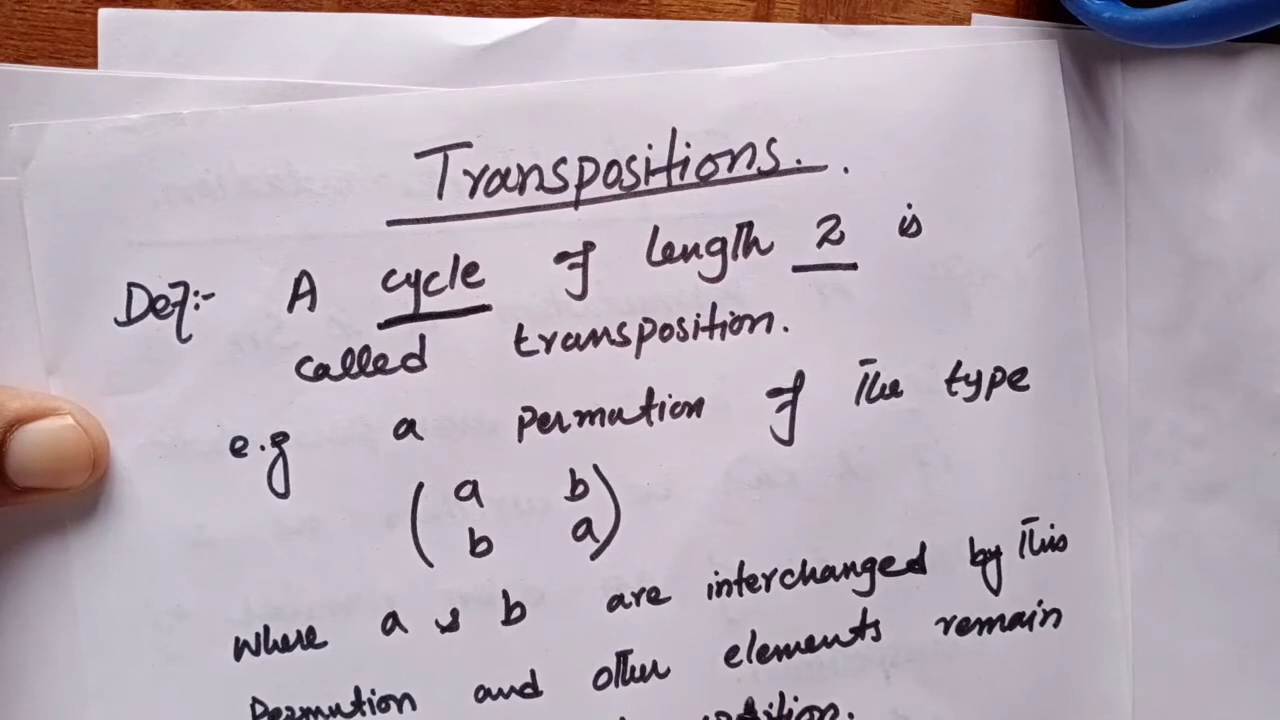 Transpositions.
Def:- A cycle of length 2 is
called transposition.
e.g a permution of the type
( a b )
( b a )
where a & b are interchanged by this
Permution and other elements remain